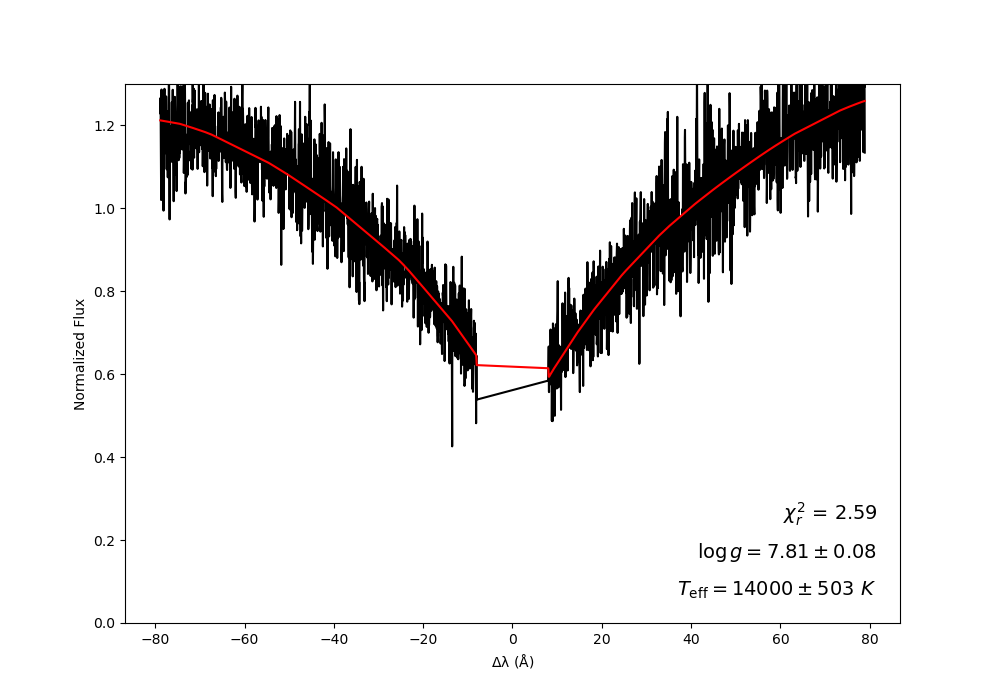 1.2
1.0
0.8
0.6
0.4
0.2
0.0
Normalized Flux
χ²ᵣ = 2.59
log g = 7.81 ± 0.08
T_eff = 14000 ± 503 K
−80 −60 −40 −20 0 20 40 60 80
Δλ (Å)